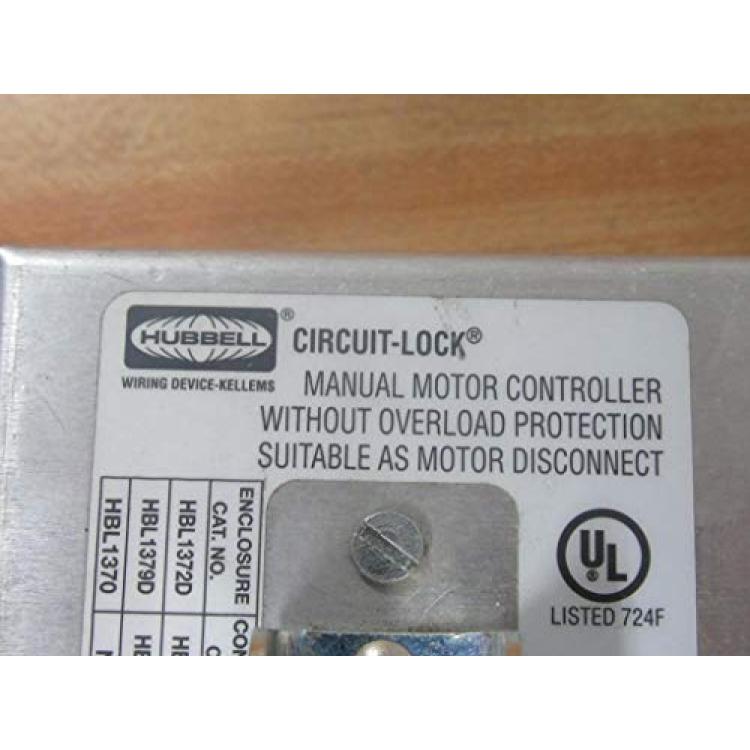 HUBBELL®
WIRING DEVICE-KELLEMS
CIRCUIT-LOCK®
MANUAL MOTOR CONTROLLER
WITHOUT OVERLOAD PROTECTION
SUITABLE AS MOTOR DISCONNECT
ENCLOSURE
CAT. NO.
HBL1372D
HBL1379D
HBL1370
CON
UL®
LISTED 724F